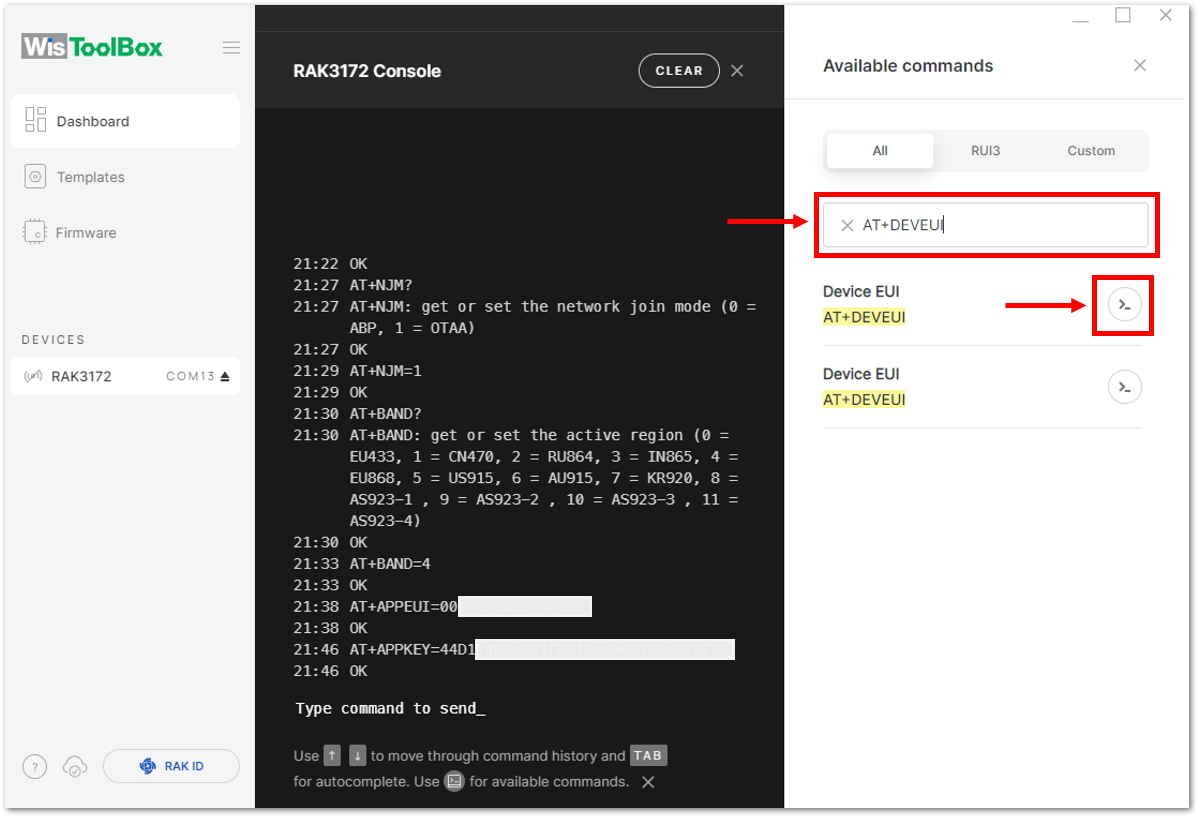 WisToolBox
Dashboard
Templates
Firmware
DEVICES
RAK3172 COM13
? RAK ID
RAK3172 Console CLEAR
21:22 OK
21:27 AT+NJM?
21:27 AT+NJM: get or set the network join mode (0 =
ABP, 1 = OTAA)
21:27 OK
21:29 AT+NJM=1
21:29 OK
21:30 AT+BAND?
21:30 AT+BAND: get or set the active region (0 =
EU433, 1 = CN470, 2 = RU864, 3 = IN865, 4 =
EU868, 5 = US915, 6 = AU915, 7 = KR920, 8 =
AS923-1 , 9 = AS923-2 , 10 = AS923-3 , 11 =
AS923-4)
21:30 OK
21:33 AT+BAND=4
21:33 OK
21:38 AT+APPEUI=00
21:38 OK
21:46 AT+APPKEY=44D1
21:46 OK
Type command to send_
Use ↑ ↓ to move through command history and TAB
for autocomplete. Use for available commands.
Available commands
All RUI3 Custom
AT+DEVEUI
Device EUI
AT+DEVEUI
Device EUI
AT+DEVEUI